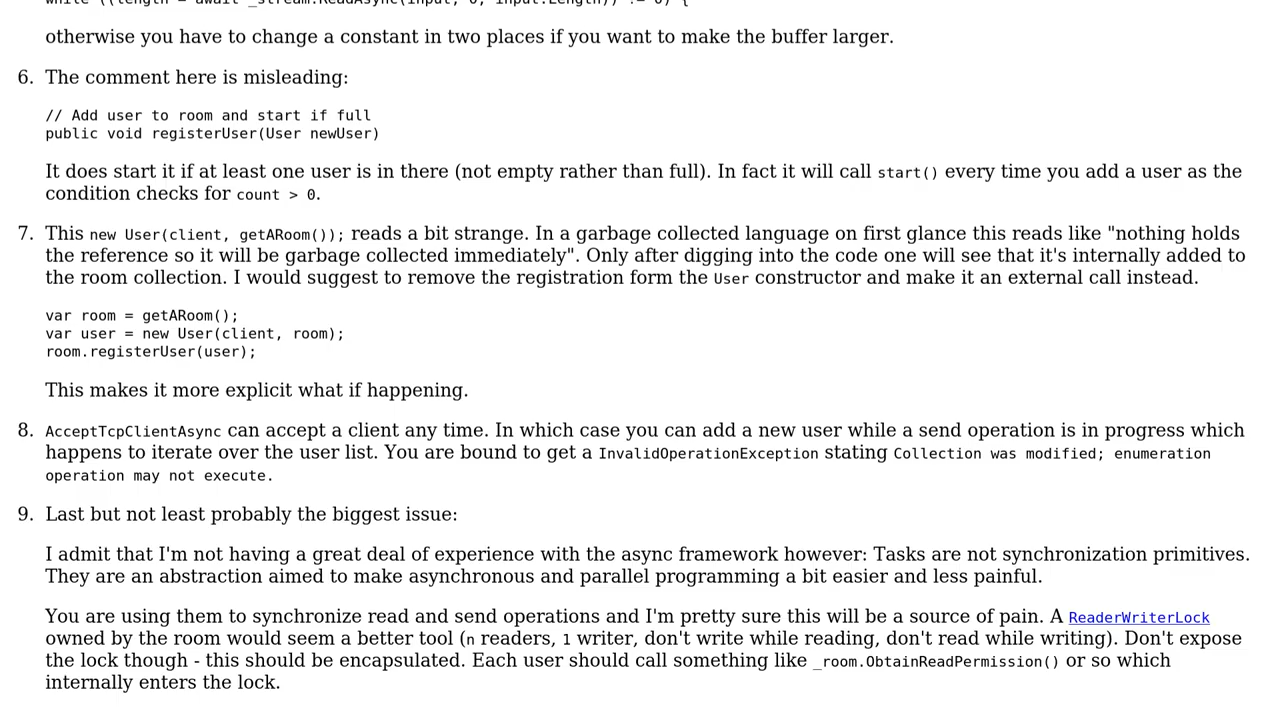 while ((length = await _stream.ReadAsync(input, 0, input.Length)) != 0) {
otherwise you have to change a constant in two places if you want to make the buffer larger.
6. The comment here is misleading:
// Add user to room and start if full
public void registerUser(User newUser)
It does start it if at least one user is in there (not empty rather than full). In fact it will call start() every time you add a user as the
condition checks for count > 0.
7. This new User(client, getARoom()); reads a bit strange. In a garbage collected language on first glance this reads like "nothing holds
the reference so it will be garbage collected immediately". Only after digging into the code one will see that it's internally added to
the room collection. I would suggest to remove the registration form the User constructor and make it an external call instead.
var room = getARoom();
var user = new User(client, room);
room.registerUser(user);
This makes it more explicit what if happening.
8. AcceptTcpClientAsync can accept a client any time. In which case you can add a new user while a send operation is in progress which
happens to iterate over the user list. You are bound to get a InvalidOperationException stating Collection was modified; enumeration
operation may not execute.
9. Last but not least probably the biggest issue:
I admit that I'm not having a great deal of experience with the async framework however: Tasks are not synchronization primitives.
They are an abstraction aimed to make asynchronous and parallel programming a bit easier and less painful.
You are using them to synchronize read and send operations and I'm pretty sure this will be a source of pain. A ReaderWriterLock
owned by the room would seem a better tool (n readers, 1 writer, don't write while reading, don't read while writing). Don't expose
the lock though - this should be encapsulated. Each user should call something like _room.ObtainReadPermission() or so which
internally enters the lock.